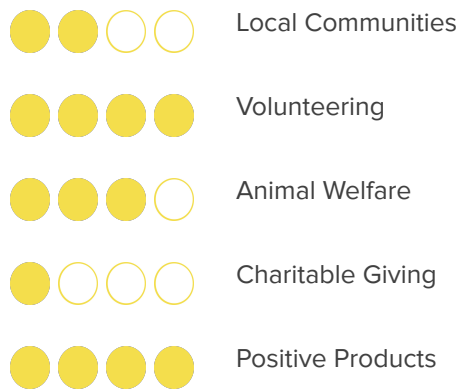 Local Communities
Volunteering
Animal Welfare
Charitable Giving
Positive Products